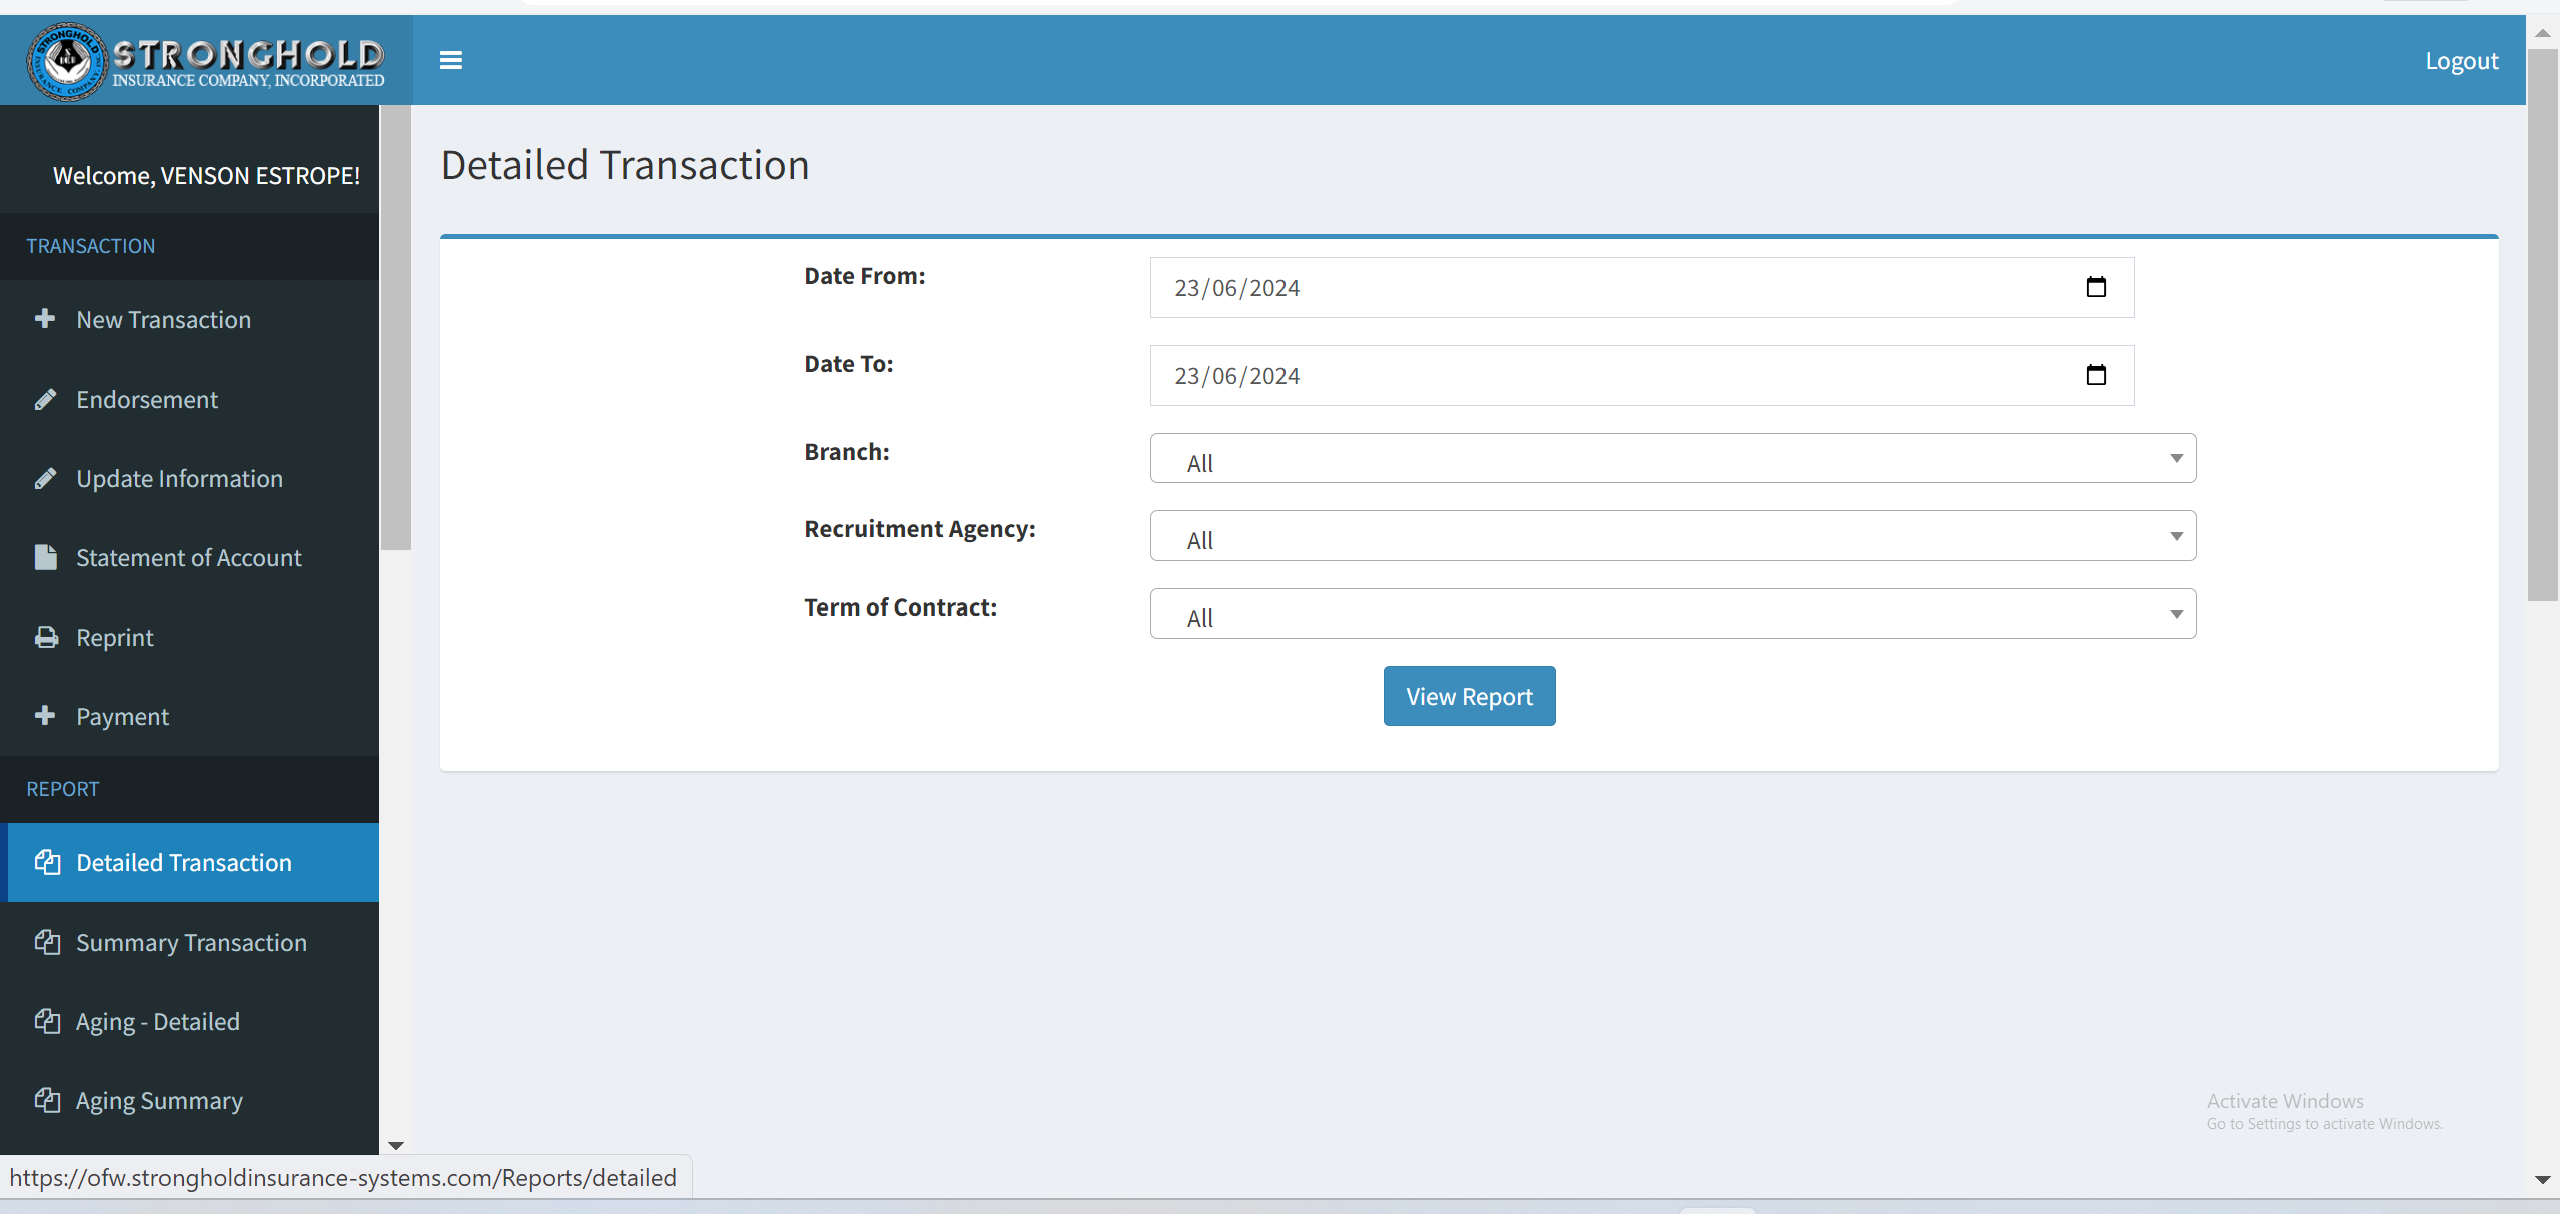 STRONGHOLD
INSURANCE COMPANY, INCORPORATED
Logout
Welcome, VENSON ESTROPE!
TRANSACTION
New Transaction
Endorsement
Update Information
Statement of Account
Reprint
Payment
REPORT
Detailed Transaction
Summary Transaction
Aging - Detailed
Aging Summary
Detailed Transaction
Date From:
23/06/2024
Date To:
23/06/2024
Branch:
All
Recruitment Agency:
All
Term of Contract:
All
View Report
Activate Windows
Go to Settings to activate Windows.
https://ofw.strongholdinsurance-systems.com/Reports/detailed